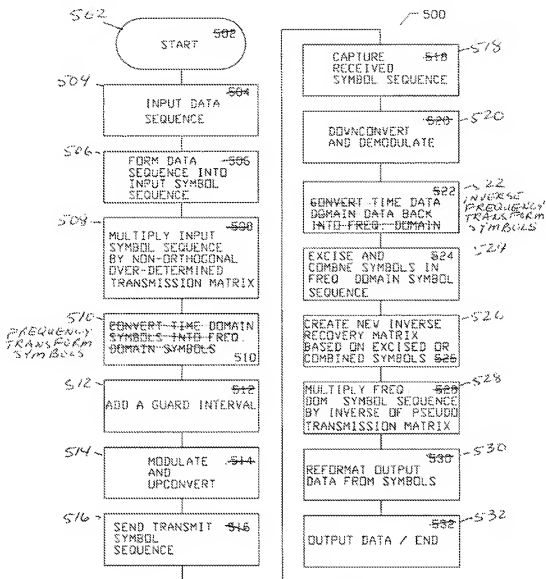 500
502
START 502
504
504
INPUT DATA
SEQUENCE
506
FORM DATA 506
SEQUENCE INTO
INPUT SYMBOL
SEQUENCE
508
508
MULTIPLY INPUT
SYMBOL SEQUENCE
BY NON-ORTHOGONAL
OVER-DETERMINED
TRANSMISSION MATRIX
510
FREQUENCY
TRANSFORM
SYMBOLS
CONVERT TIME DOMAIN
SYMBOLS INTO FREQ.
DOMAIN SYMBOLS
510
512
512
ADD A GUARD INTERVAL
514
MODULATE 514
AND
UPCONVERT
516
SEND TRANSMIT 516
SYMBOL
SEQUENCE
518
CAPTURE 518
RECEIVED
SYMBOL SEQUENCE
520
520
DOWNCONVERT
AND DEMODULATE
522
INVERSE
FREQUENCY
TRANSFORM
SYMBOLS
522
CONVERT TIME DATA
DOMAIN DATA BACK
INTO FREQ. DOMAIN
524
EXCISE AND 524
COMBNE SYMBOLS IN
FREQ DOMAIN SYMBOL
SEQUENCE
526
CREATE NEW INVERSE
RECOVERY MATRIX
BASED ON EXCISED OR
COMBINED SYMBOLS 526
528
528
MULTIPLY FREQ
DOM SYMBOL SEQUENCE
BY INVERSE OF PSEUDO
TRANSMISSION MATRIX
530
530
REFORMAT OUTPUT
DATA FROM SYMBOLS
532
532
OUTPUT DATA / END